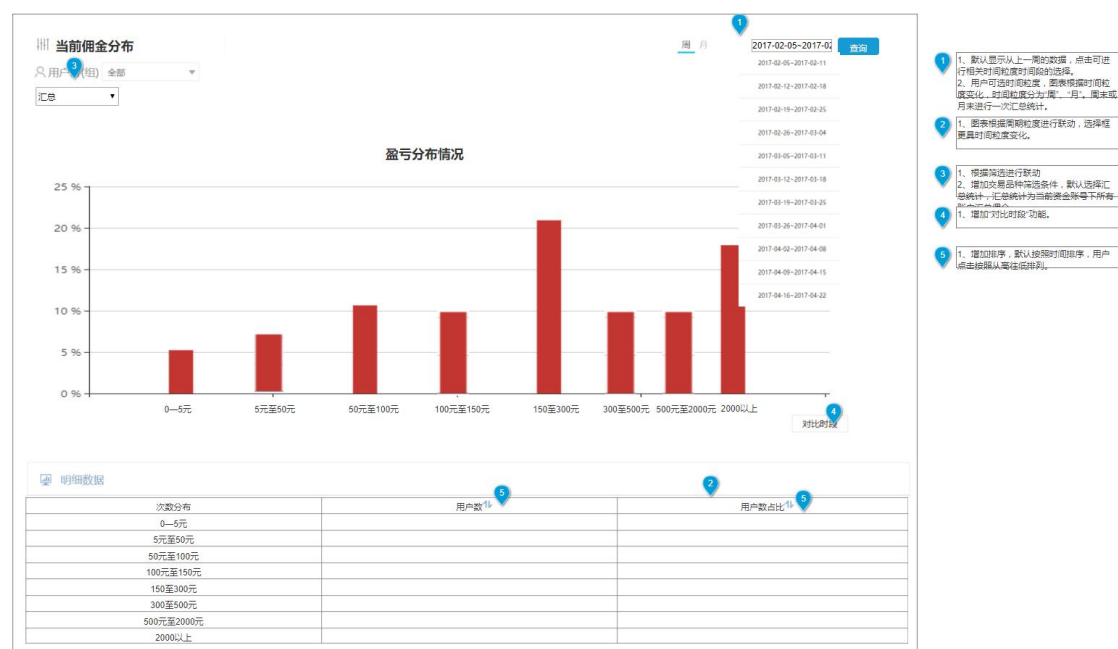 当前佣金分布
周 月
2017-02-05~2017-02
查询
用户 (组) 全部
汇总
2017-02-05~2017-02-11
2017-02-12~2017-02-18
2017-02-19~2017-02-25
2017-02-26~2017-03-04
2017-03-05~2017-03-11
2017-03-12~2017-03-18
2017-03-19~2017-03-25
2017-03-26~2017-04-01
2017-04-02~2017-04-08
2017-04-09~2017-04-15
2017-04-16~2017-04-22
盈亏分布情况
25 %
20 %
15 %
10 %
5 %
0 %
0—5元 5元至50元 50元至100元 100元至150元 150至300元 300至500元 500元至2000元 2000以上
对比时段
明细数据
次数分布 用户数 用户数占比
0—5元
5元至50元
50元至100元
100元至150元
150至300元
300至500元
500元至2000元
2000以上
1
3
4
5
2
5
1
1、默认显示从上一周的数据，点击可进
行相关时间粒度时间段的选择。
2、用户可选时间粒度，图表根据时间粒
度变化，时间粒度分为“周”、“月”。周末或
月末进行一次汇总统计。
2
1、图表根据周期粒度进行联动，选择框
更具时间粒度变化。
3
1、根据筛选进行联动
2、增加交易品种筛选条件，默认选择汇
总统计，汇总统计为当前资金账号下所有
4
1、增加“对比时段”功能。
5
1、增加排序，默认按照时间排序，用户
点击按照从高往低排列。